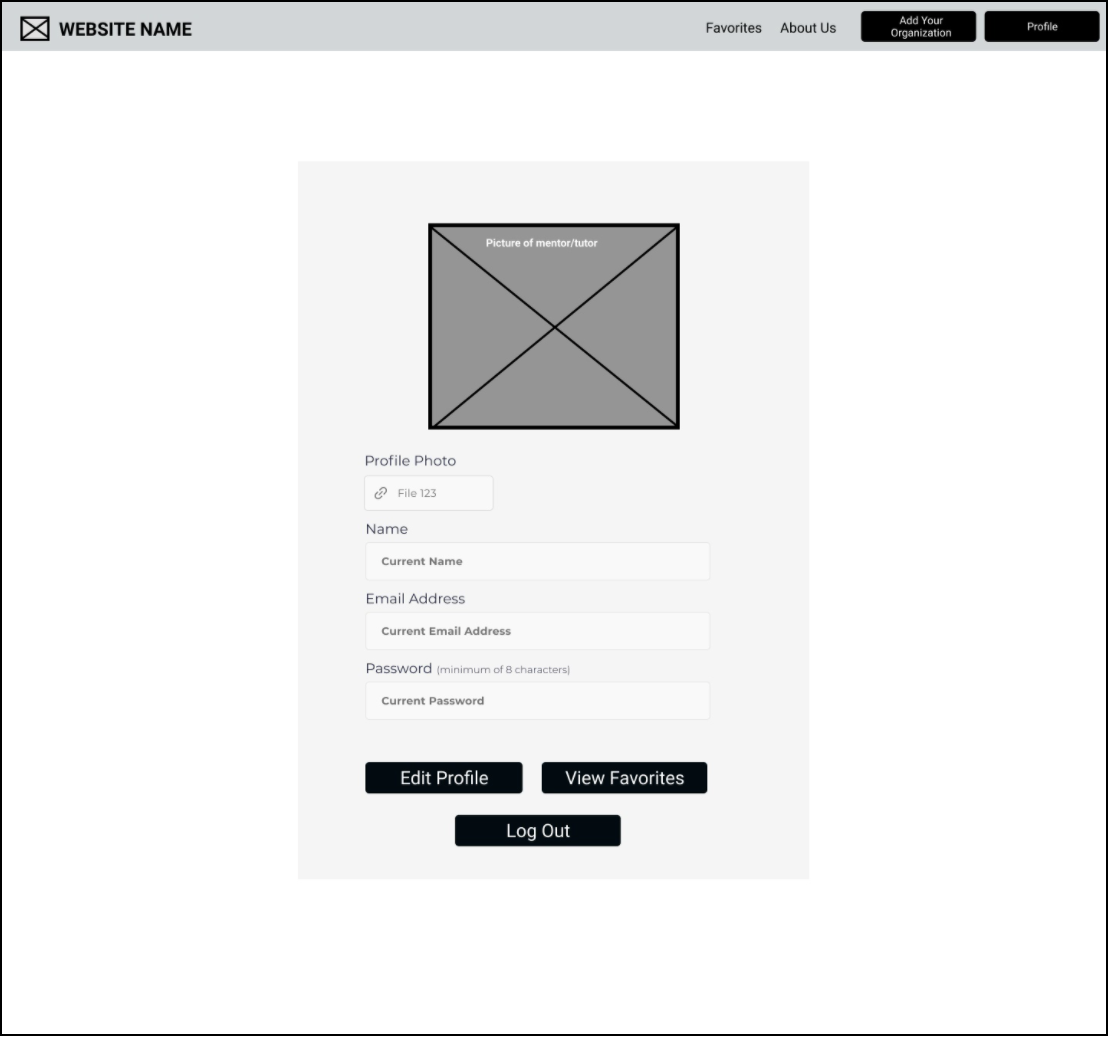 WEBSITE NAME
Favorites
About Us
Add Your
Organization
Profile
Picture of mentor/tutor
Profile Photo
File 123
Name
Current Name
Email Address
Current Email Address
Password (minimum of 8 characters)
Current Password
Edit Profile
View Favorites
Log Out